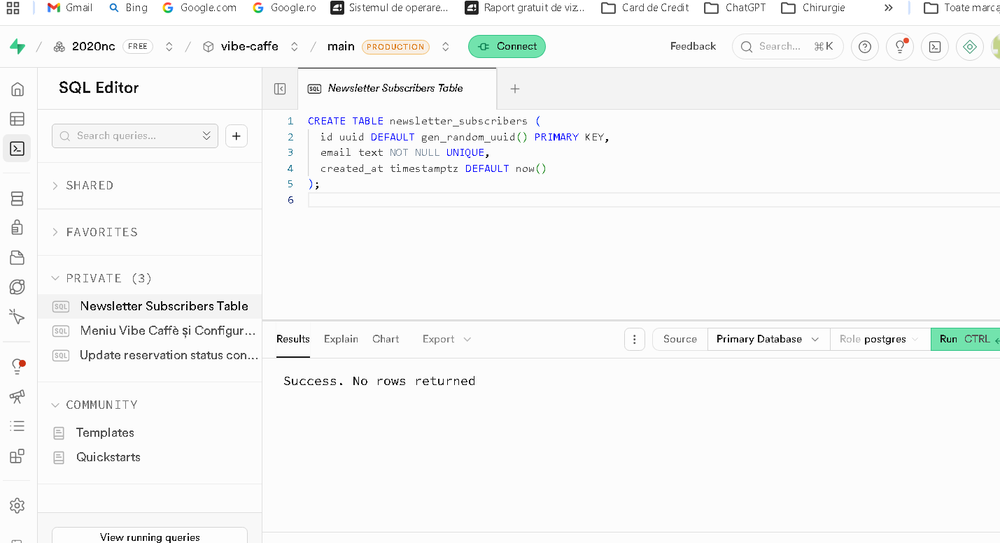 Gmail Bing Google.com Google.ro Sistemul de operare... Raport gratuit de viz... Card de Credit ChatGPT Chirurgie » Toate marca
/ 2020nc FREE / vibe-caffe / main PRODUCTION Connect Feedback Search... ⌘K
SQL Editor
SQL Newsletter Subscribers Table +
Search queries... +
1 CREATE TABLE newsletter_subscribers (
2 id uuid DEFAULT gen_random_uuid() PRIMARY KEY,
3 email text NOT NULL UNIQUE,
4 created_at timestamptz DEFAULT now()
5 );
6
SHARED
FAVORITES
PRIVATE (3)
SQL Newsletter Subscribers Table
SQL Meniu Vibe Caffè și Configur...
SQL Update reservation status con...
COMMUNITY
Templates
Quickstarts
View running queries
Results Explain Chart Export Source Primary Database Role postgres Run CTRL
Success. No rows returned